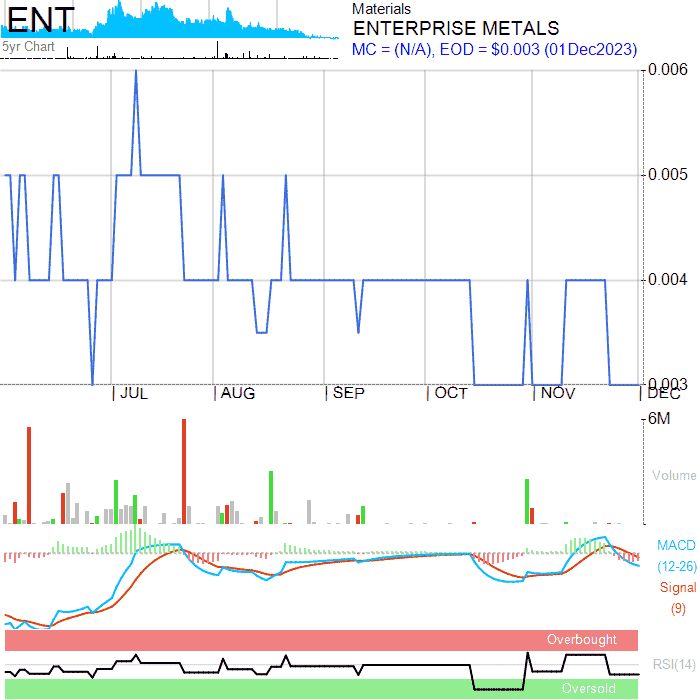 ENT
5yr Chart
Materials
ENTERPRISE METALS
MC = (N/A), EOD = $0.003 (01Dec2023)
0.006
0.005
0.004
0.003
JUL
AUG
SEP
OCT
NOV
DEC
6M
Volume
MACD
(12-26)
Signal
(9)
Overbought
RSI(14)
Oversold